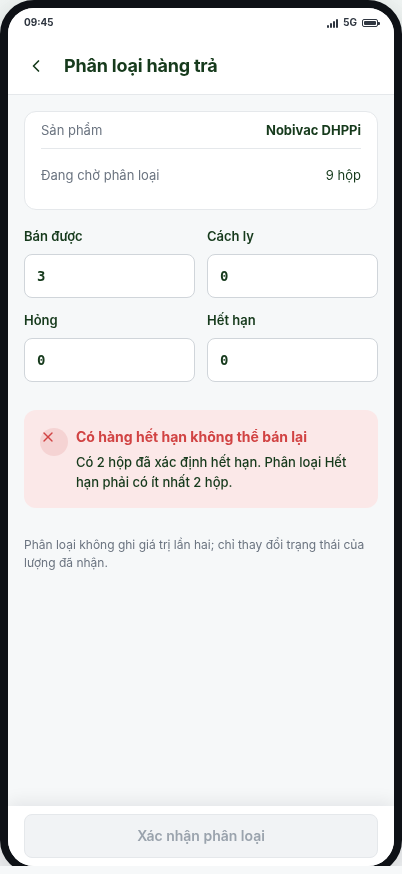 09:45 5G
Phân loại hàng trả
Sản phẩm Nobivac DHPPi
Đang chờ phân loại 9 hộp
Bán được Cách ly
3 0
Hỏng Hết hạn
0 0
Có hàng hết hạn không thể bán lại
Có 2 hộp đã xác định hết hạn. Phân loại Hết
hạn phải có ít nhất 2 hộp.
Phân loại không ghi giá trị lần hai; chỉ thay đổi trạng thái của
lượng đã nhận.
Xác nhận phân loại